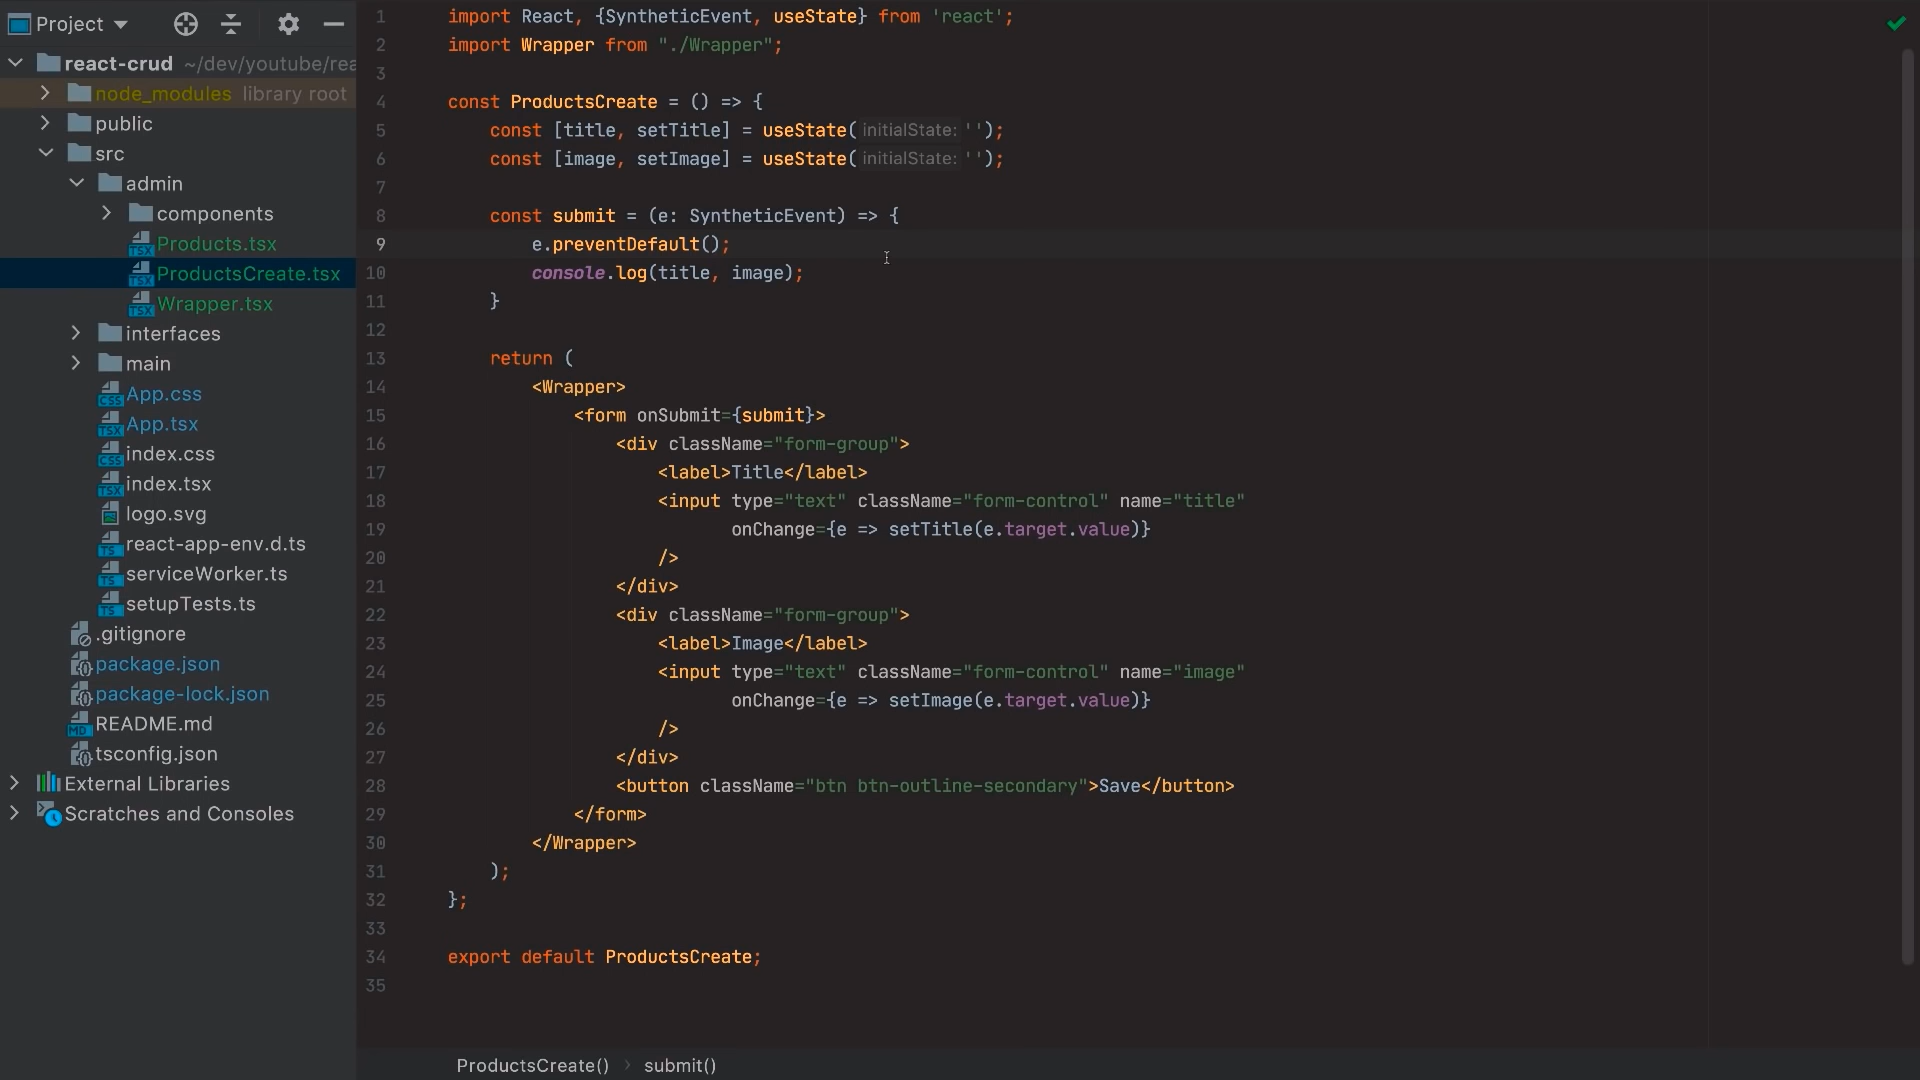 Project
react-crud ~/dev/youtube/rea
node_modules library root
public
src
admin
components
Products.tsx
ProductsCreate.tsx
Wrapper.tsx
interfaces
main
App.css
App.tsx
index.css
index.tsx
logo.svg
react-app-env.d.ts
serviceWorker.ts
setupTests.ts
.gitignore
package.json
package-lock.json
README.md
tsconfig.json
External Libraries
Scratches and Consoles
1 import React, {SyntheticEvent, useState} from 'react';
2 import Wrapper from "./Wrapper";
3
4 const ProductsCreate = () => {
5 const [title, setTitle] = useState( initialState: '');
6 const [image, setImage] = useState( initialState: '');
7
8 const submit = (e: SyntheticEvent) => {
9 e.preventDefault();
10 console.log(title, image);
11 }
12
13 return (
14 <Wrapper>
15 <form onSubmit={submit}>
16 <div className="form-group">
17 <label>Title</label>
18 <input type="text" className="form-control" name="title"
19 onChange={e => setTitle(e.target.value)}
20 />
21 </div>
22 <div className="form-group">
23 <label>Image</label>
24 <input type="text" className="form-control" name="image"
25 onChange={e => setImage(e.target.value)}
26 />
27 </div>
28 <button className="btn btn-outline-secondary">Save</button>
29 </form>
30 </Wrapper>
31 );
32 };
33
34 export default ProductsCreate;
35
ProductsCreate() › submit()